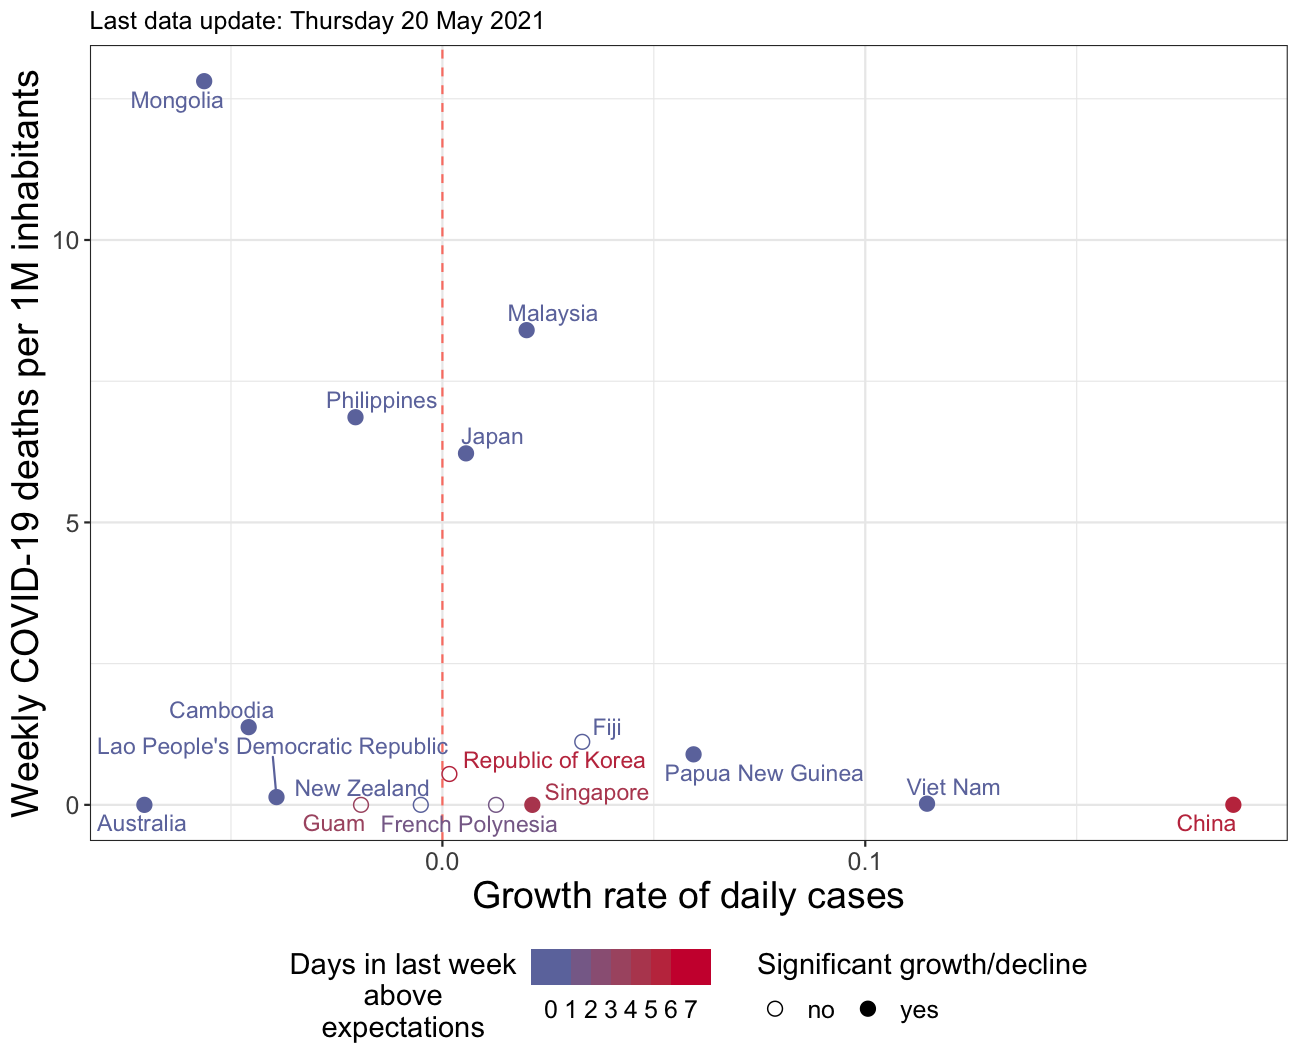 Last data update: Thursday 20 May 2021
Weekly COVID-19 deaths per 1M inhabitants
10
5
0
Mongolia
Malaysia
Philippines
Japan
Cambodia
Fiji
Lao People's Democratic Republic
Republic of Korea
Papua New Guinea
New Zealand
Singapore
Viet Nam
Australia
Guam
French Polynesia
China
0.0
0.1
Growth rate of daily cases
Days in last week
above
expectations
0 1 2 3 4 5 6 7
Significant growth/decline
no
yes